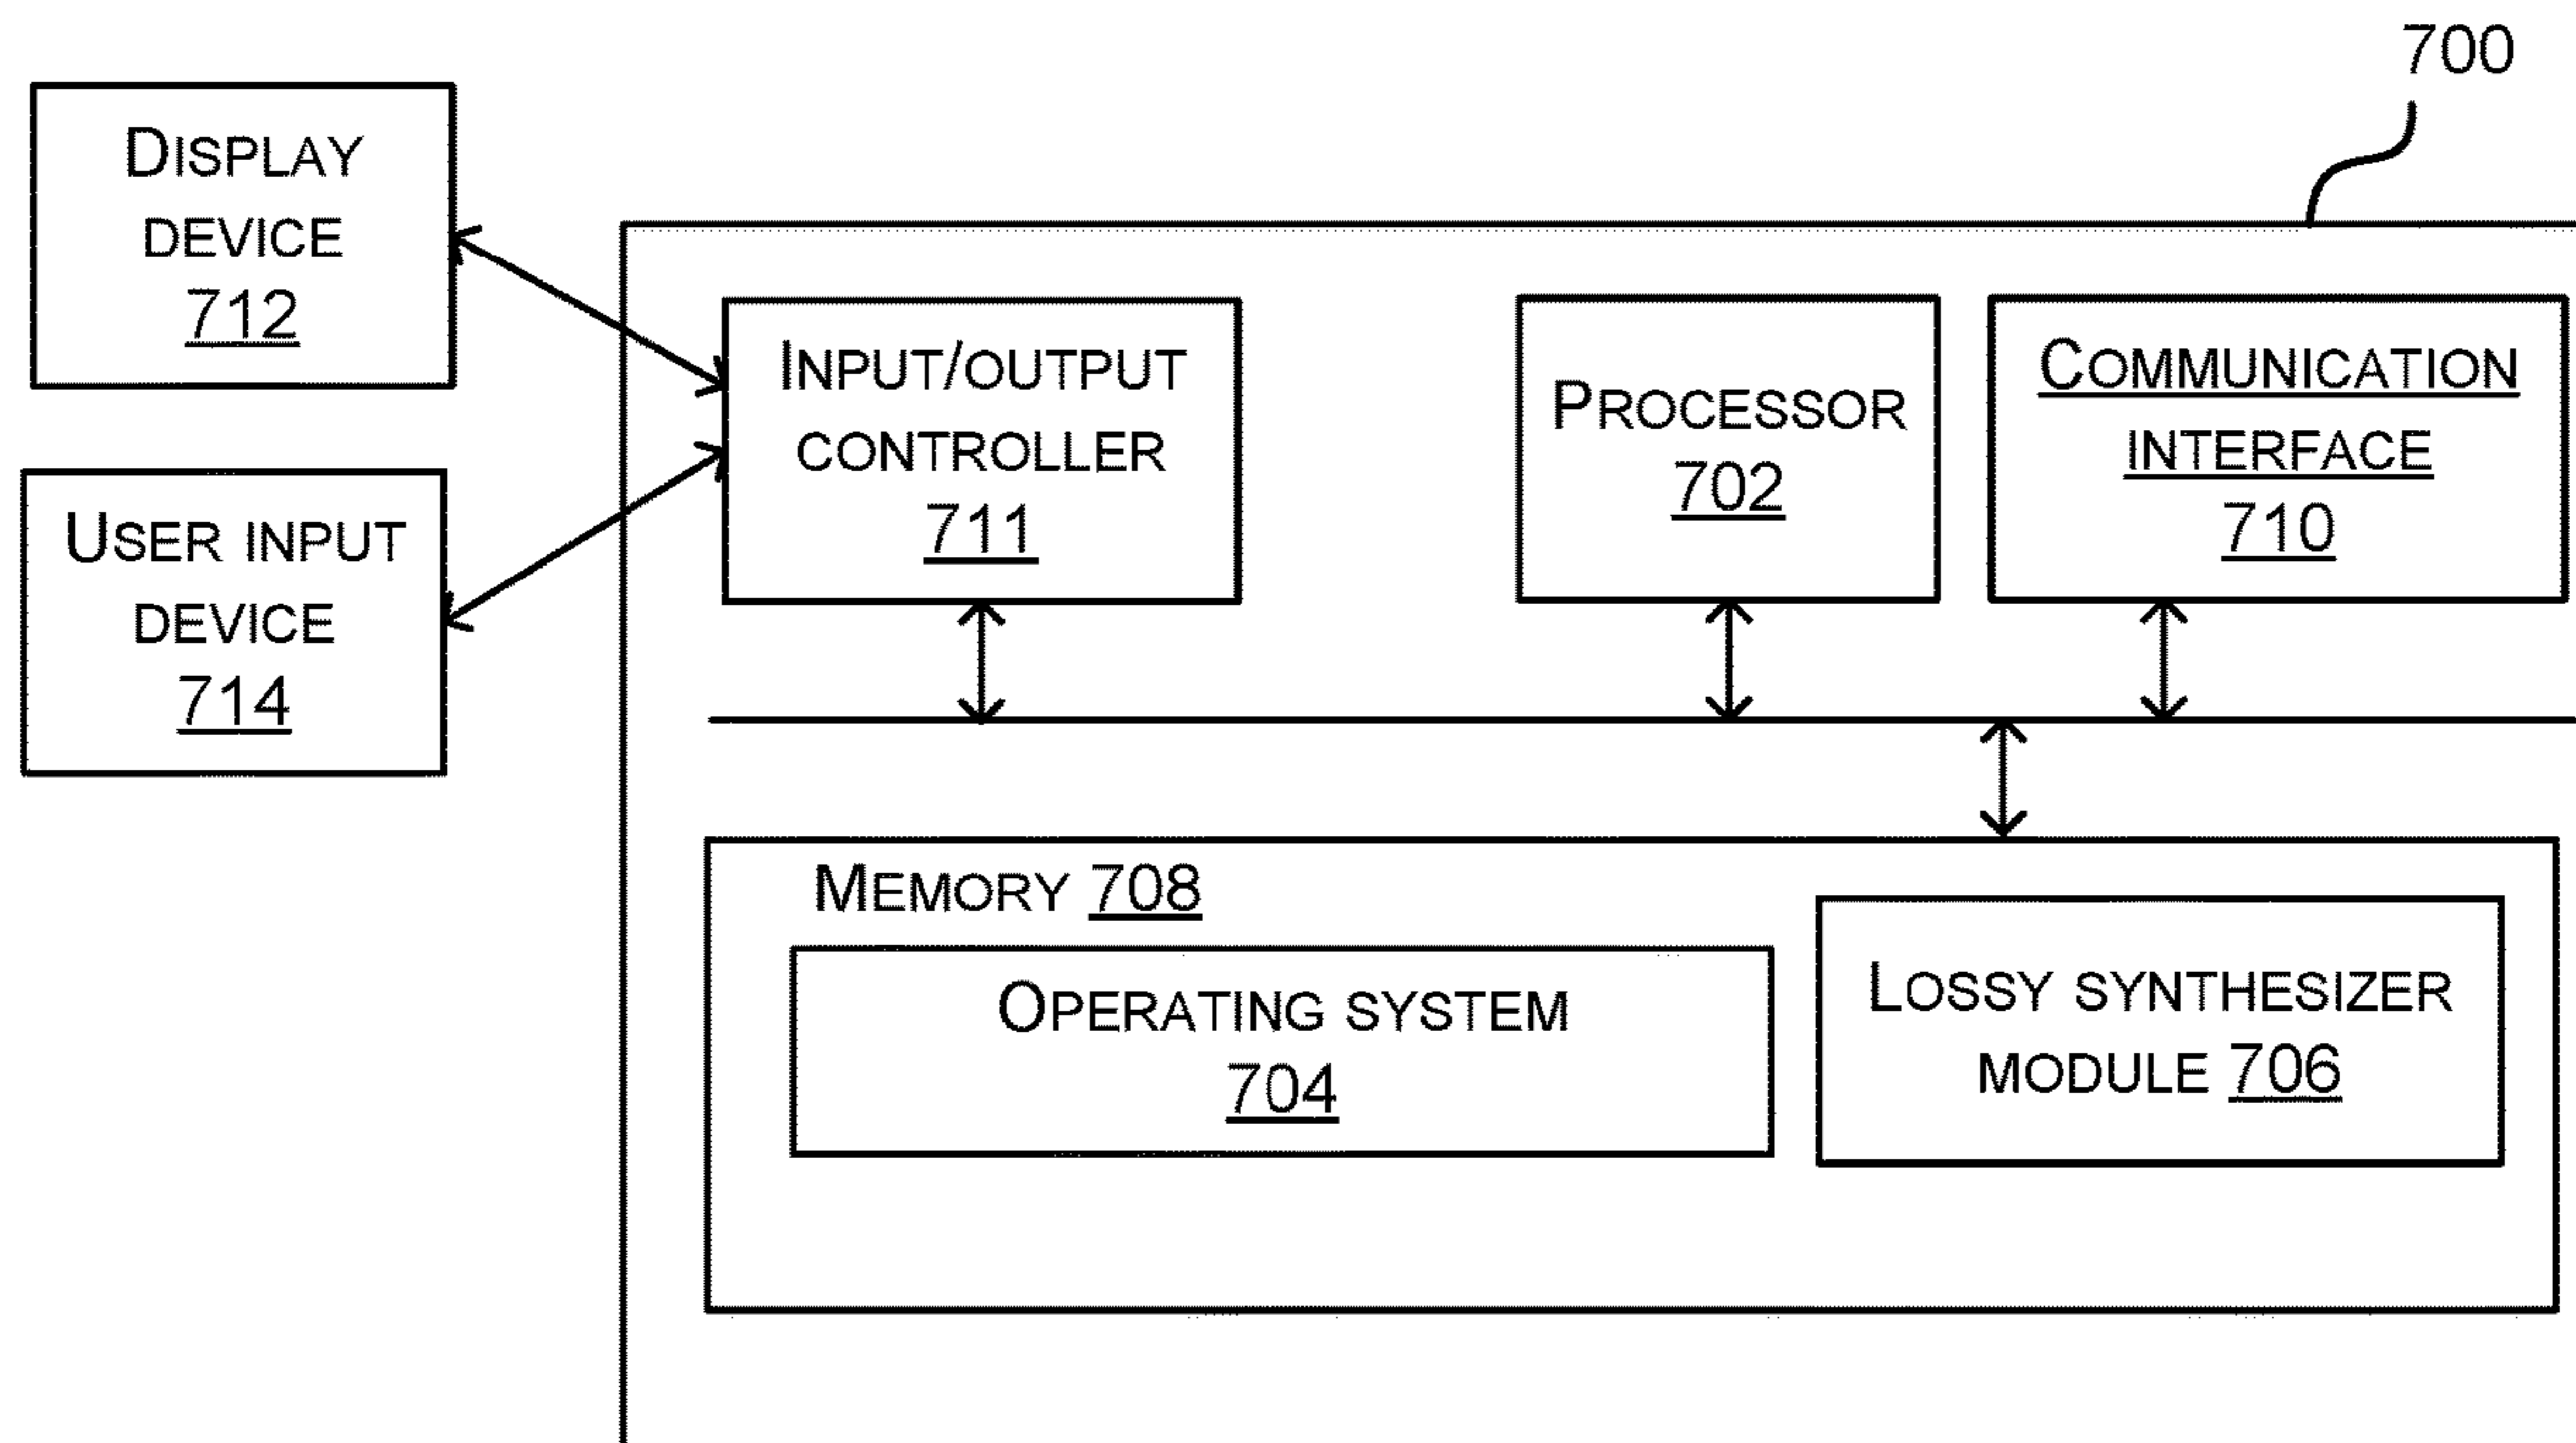 700
DISPLAY
DEVICE
712
INPUT/OUTPUT
CONTROLLER
711
PROCESSOR
702
COMMUNICATION
INTERFACE
710
USER INPUT
DEVICE
714
MEMORY 708
OPERATING SYSTEM
704
LOSSY SYNTHESIZER
MODULE 706